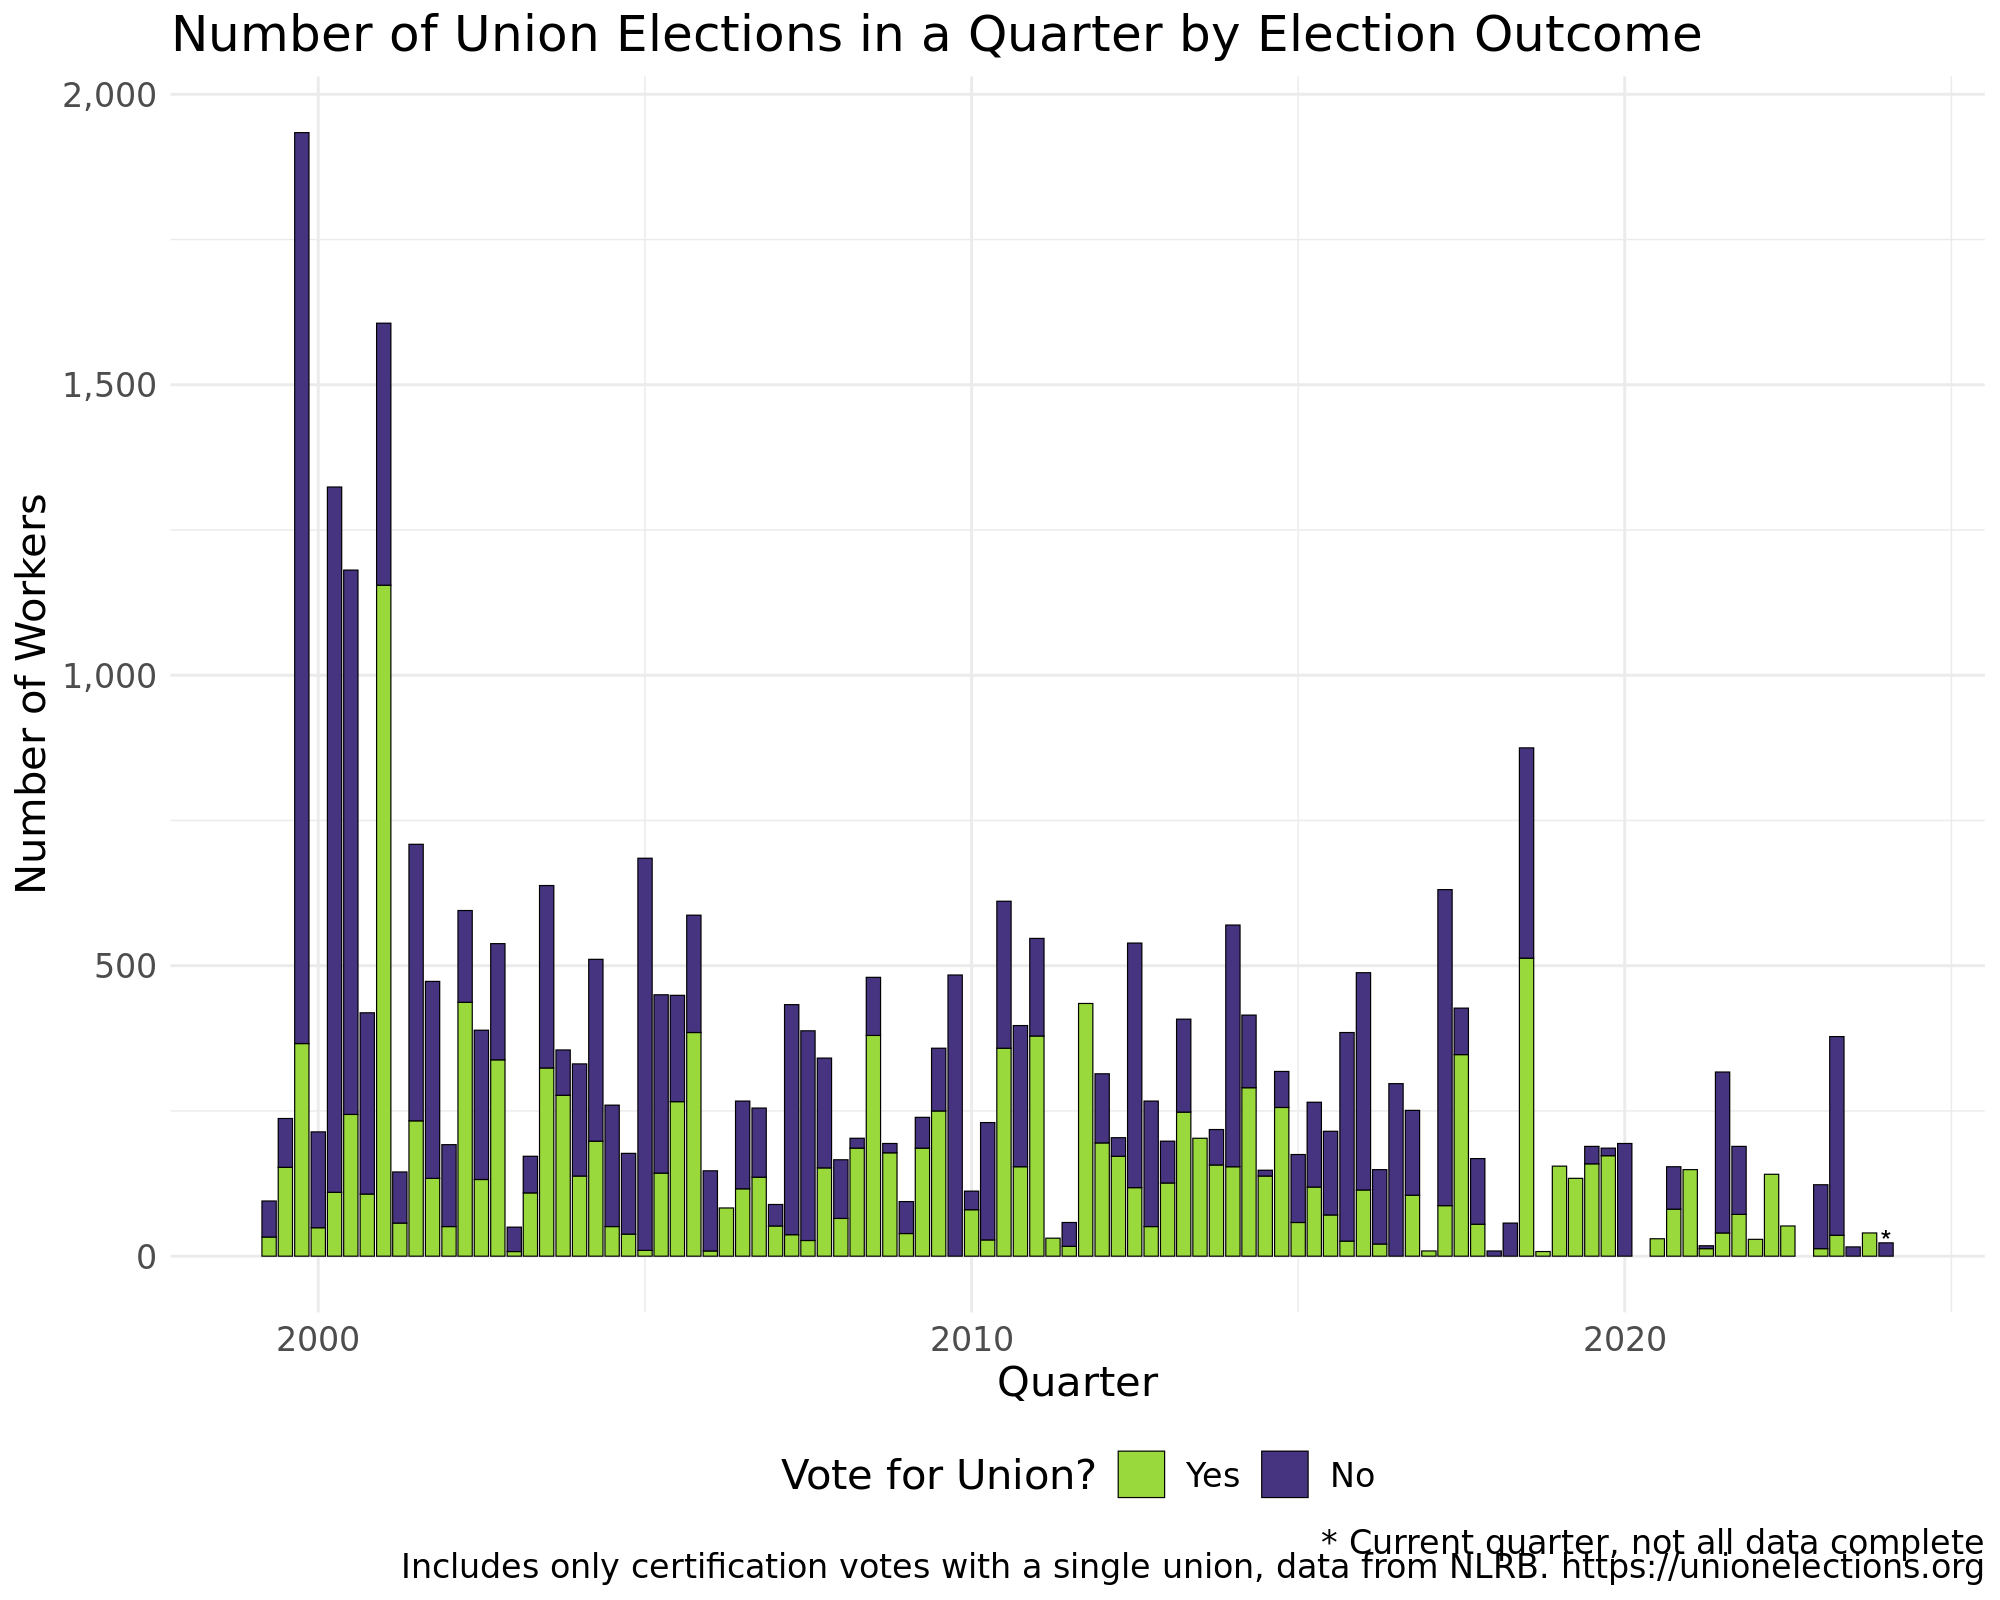 Number of Union Elections in a Quarter by Election Outcome
2,000
1,500
1,000
500
0
Number of Workers
*
2000 2010 2020
Quarter
Vote for Union? Yes No
* Current quarter, not all data complete
Includes only certification votes with a single union, data from NLRB. https://unionelections.org